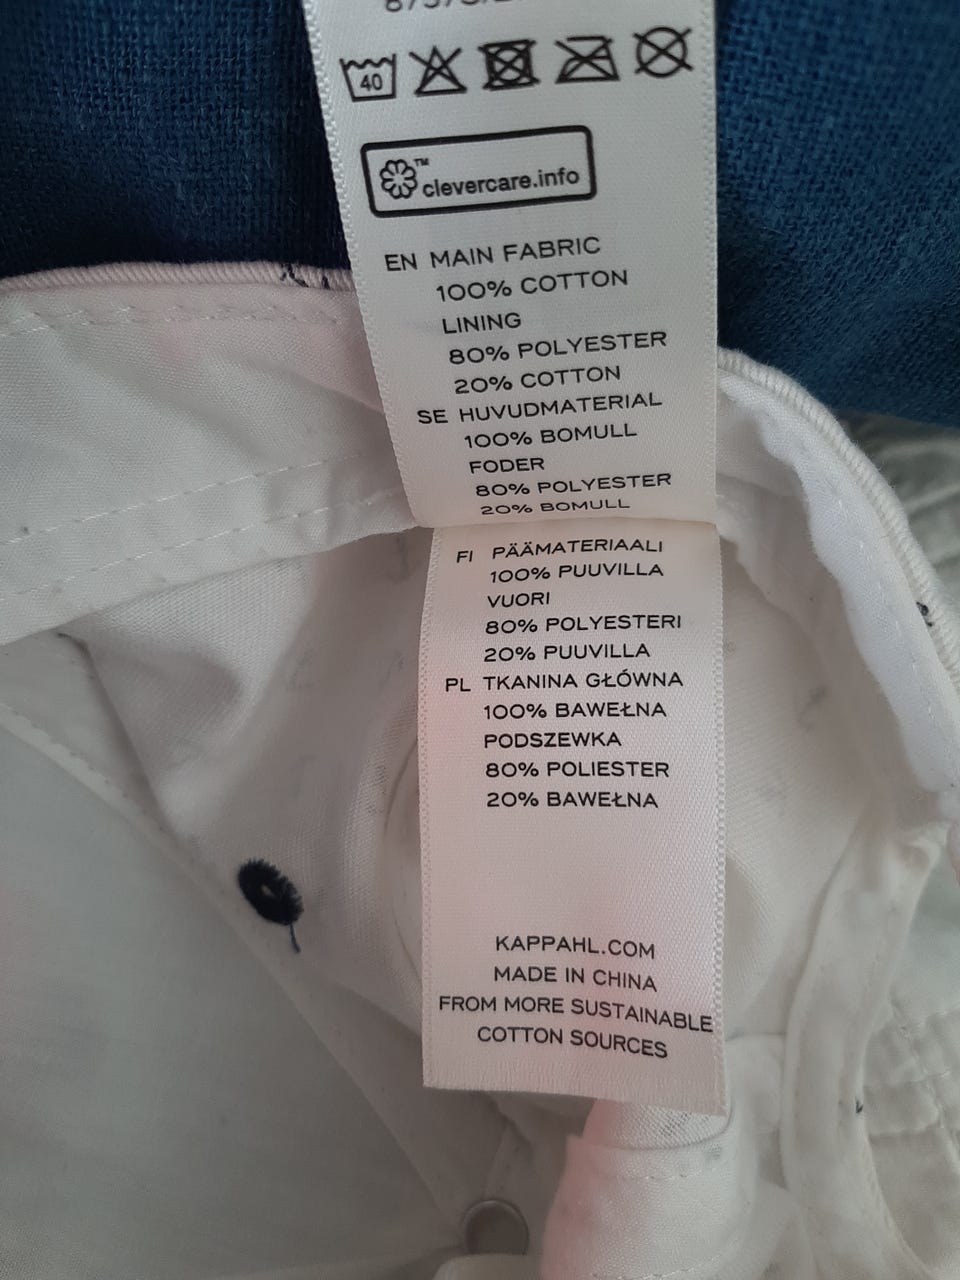 40
™
clevercare.info
EN MAIN FABRIC
100% COTTON
LINING
80% POLYESTER
20% COTTON
SE HUVUDMATERIAL
100% BOMULL
FODER
80% POLYESTER
20% BOMULL
FI PÄÄMATERIAALI
100% PUUVILLA
VUORI
80% POLYESTERI
20% PUUVILLA
PL TKANINA GŁÓWNA
100% BAWEŁNA
PODSZEWKA
80% POLIESTER
20% BAWEŁNA
KAPPAHL.COM
MADE IN CHINA
FROM MORE SUSTAINABLE
COTTON SOURCES